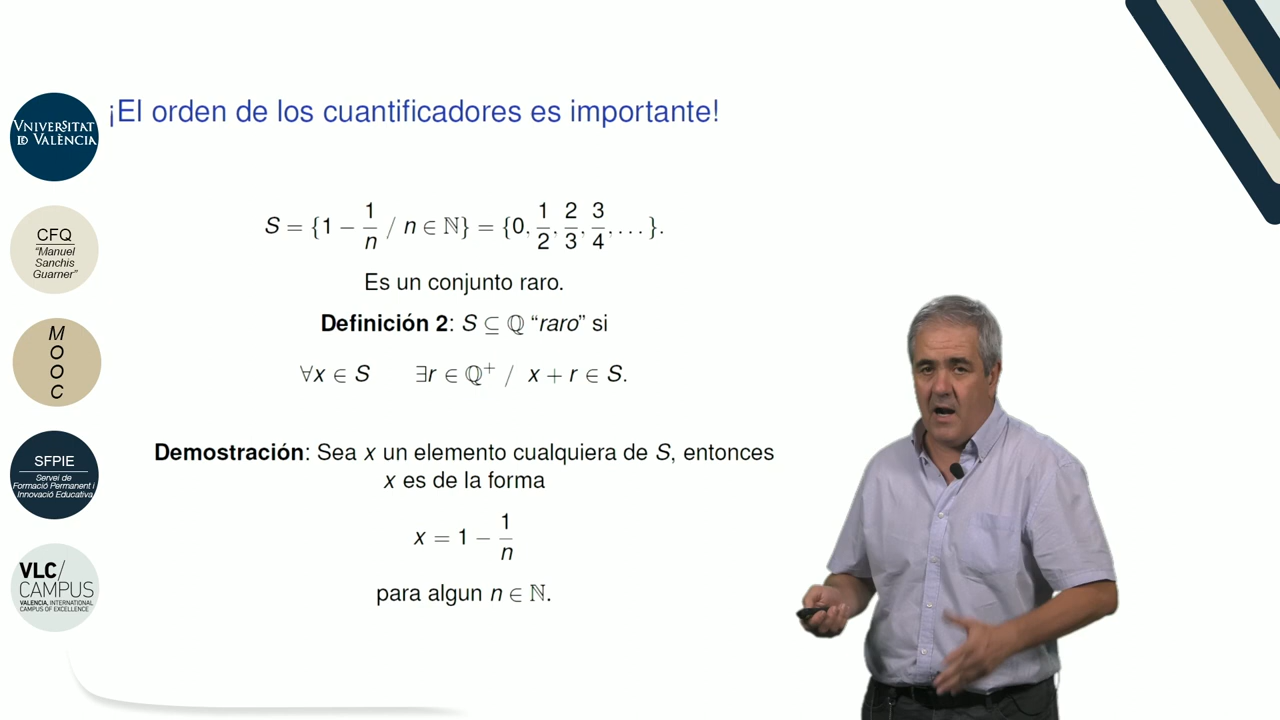 ¡El orden de los cuantificadores es importante!
VNIVERSITAT
ID VALÈNCIA
S = {1 − 1/n / n ∈ ℕ} = {0, 1/2, 2/3, 3/4, . . . }.
CFQ
“Manuel
Sanchis
Guarner”
Es un conjunto raro.
Definición 2: S ⊆ ℚ “raro” si
∀x ∈ S ∃r ∈ ℚ⁺ / x + r ∈ S.
M
O
O
C
Demostración: Sea x un elemento cualquiera de S, entonces
x es de la forma
SFPIE
Servei de
Formació Permanent i
Innovació Educativa
x = 1 − 1/n
para algun n ∈ ℕ.
VLC/
CAMPUS
VALENCIA, INTERNATIONAL
CAMPUS OF EXCELLENCE